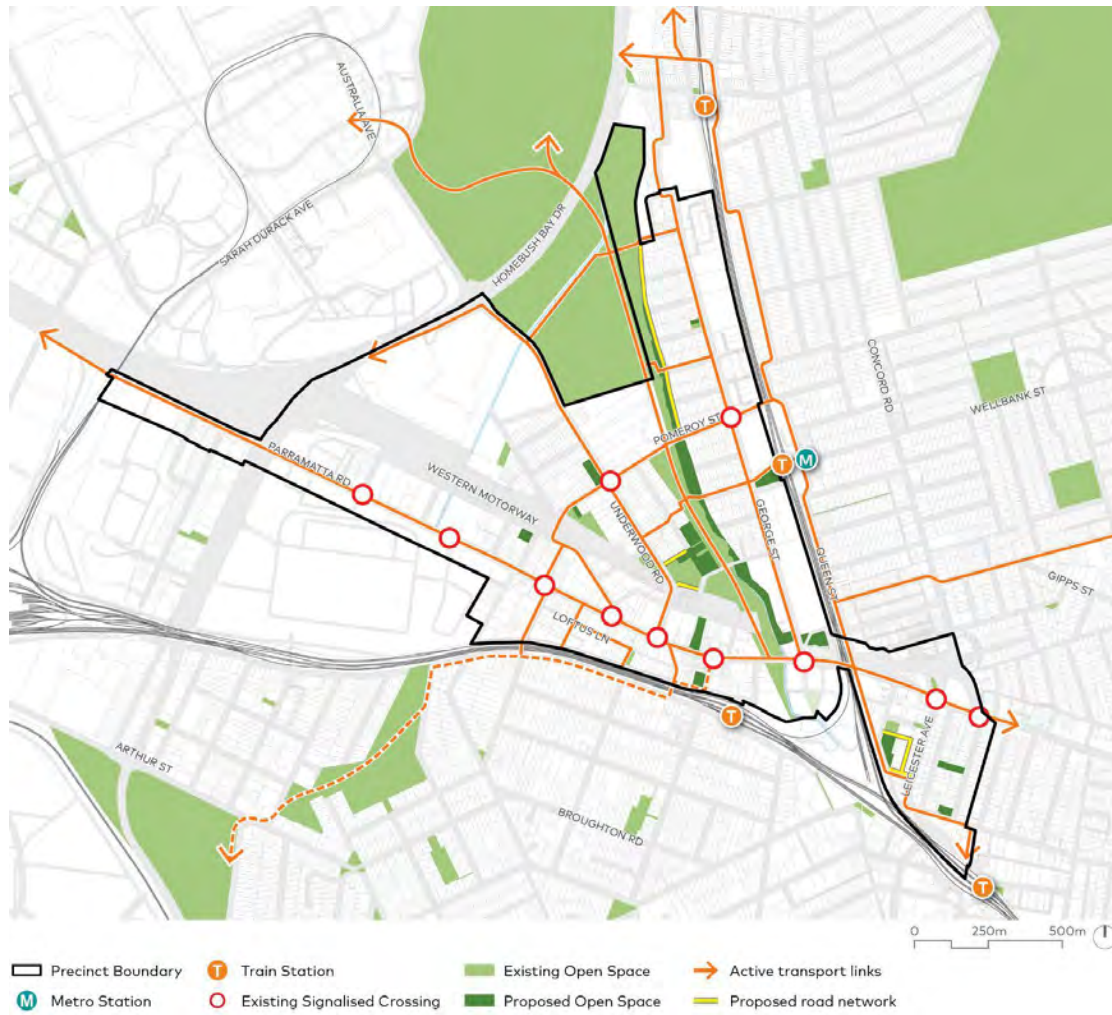 AUSTRALIA AVE
T
SARAH DURACK AVE
HOMEBUSH BAY DR
CONCORD RD
WELLBANK ST
PARRAMATTA RD
WESTERN MOTORWAY
POMEROY ST
T
M
UNDERWOOD RD
GEORGE ST
QUEEN ST
GIPPS ST
LOFTUS LN
T
LEICESTER AVE
ARTHUR ST
BROUGHTON RD
T
0 250m 500m
T
Precinct Boundary
T Train Station
Existing Open Space
Active transport links
M Metro Station
Existing Signalised Crossing
Proposed Open Space
Proposed road network